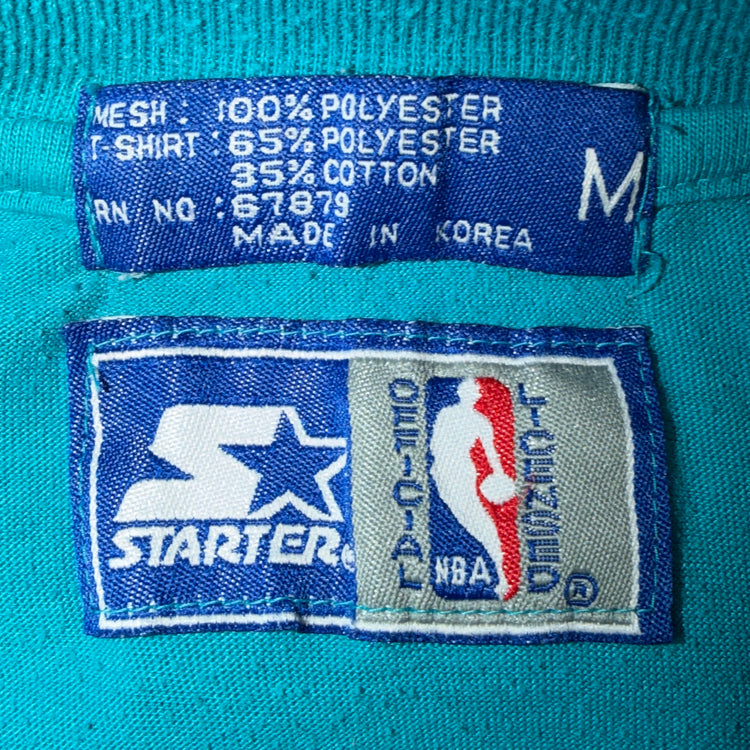 MESH: 100% POLYESTER
T-SHIRT: 65% POLYESTER
35% COTTON
RN NO: 67879
MADE IN KOREA
M
STARTER®
OFFICIAL
NBA
LICENSED
®